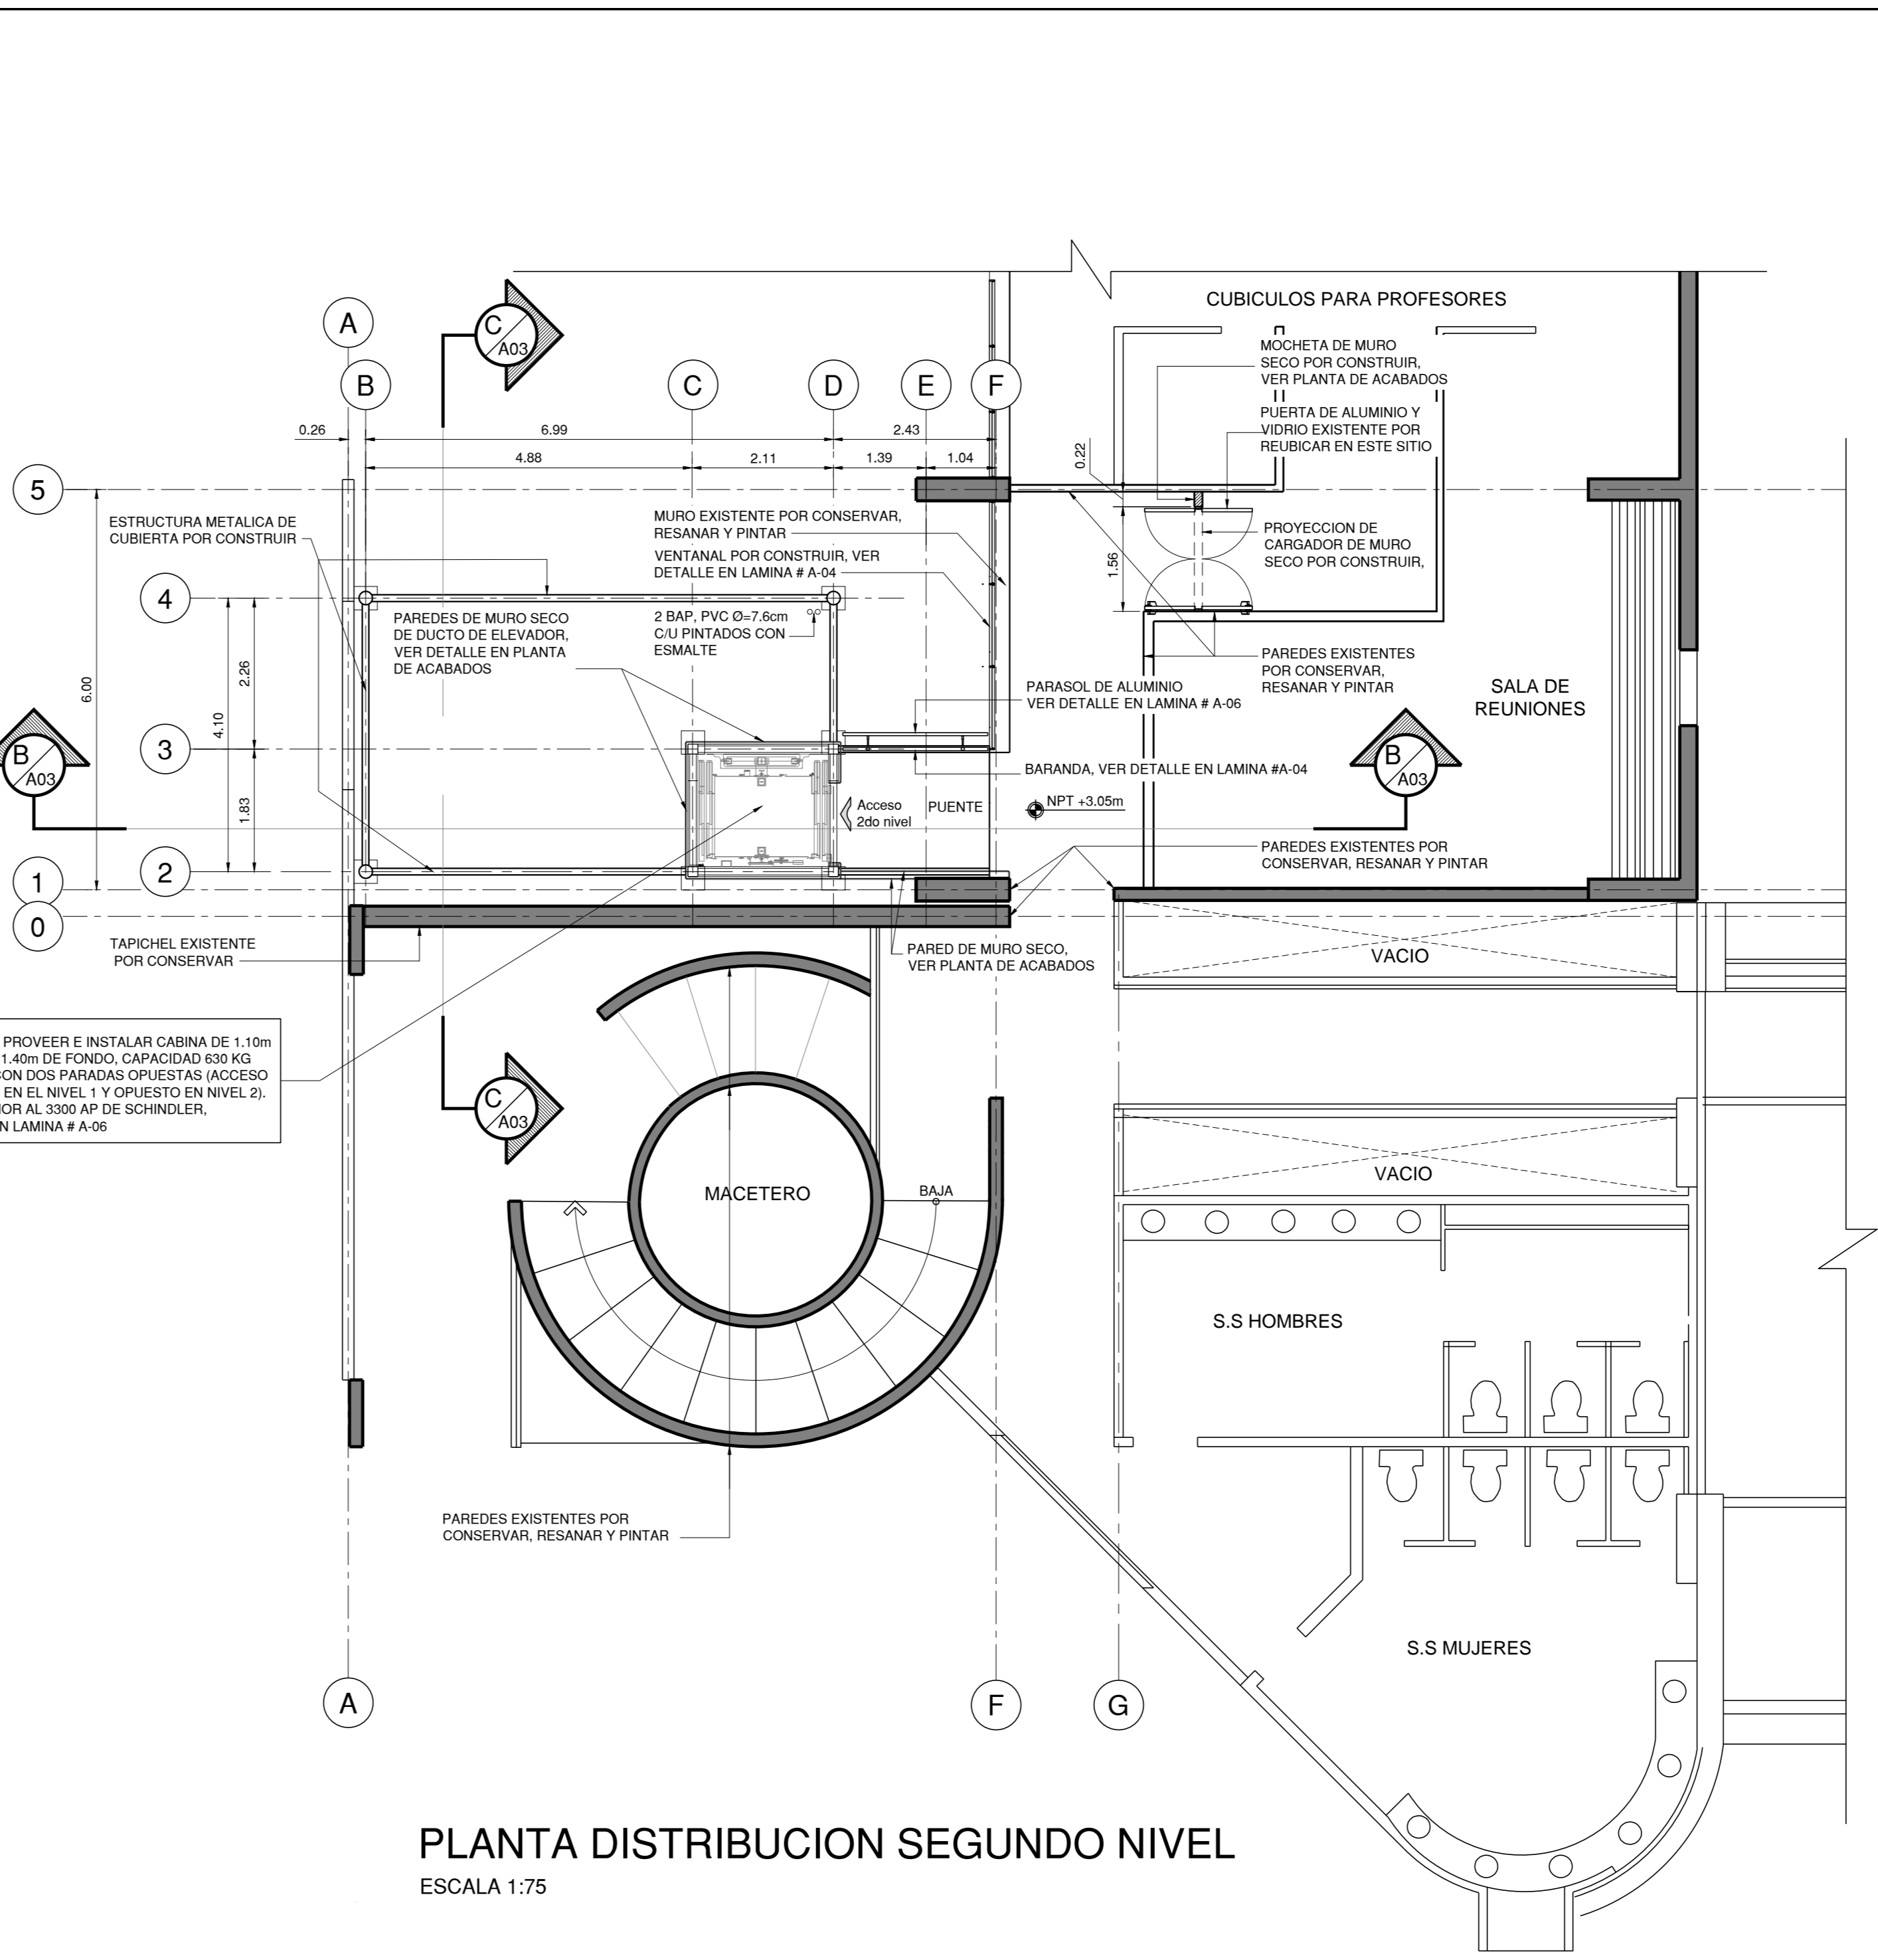 CUBICULOS PARA PROFESORES
C
A03
A
B
C
D
E
F
MOCHETA DE MURO
SECO POR CONSTRUIR,
VER PLANTA DE ACABADOS
PUERTA DE ALUMINIO Y
VIDRIO EXISTENTE POR
REUBICAR EN ESTE SITIO
0.26
6.99
2.43
4.88
2.11
1.39
1.04
0.22
5
ESTRUCTURA METALICA DE
CUBIERTA POR CONSTRUIR
MURO EXISTENTE POR CONSERVAR,
RESANAR Y PINTAR
VENTANAL POR CONSTRUIR, VER
DETALLE EN LAMINA # A-04
PROYECCION DE
CARGADOR DE MURO
SECO POR CONSTRUIR,
1.56
4
PAREDES DE MURO SECO
DE DUCTO DE ELEVADOR,
VER DETALLE EN PLANTA
DE ACABADOS
2 BAP, PVC Ø=7.6cm
C/U PINTADOS CON
ESMALTE
6.00
4.10
2.26
1.83
PAREDES EXISTENTES
POR CONSERVAR,
RESANAR Y PINTAR
PARASOL DE ALUMINIO
VER DETALLE EN LAMINA # A-06
SALA DE
REUNIONES
3
B
A03
BARANDA, VER DETALLE EN LAMINA #A-04
B
A03
Acceso
2do nivel
PUENTE
NPT +3.05m
PAREDES EXISTENTES POR
CONSERVAR, RESANAR Y PINTAR
2
1
0
TAPICHEL EXISTENTE
POR CONSERVAR
PARED DE MURO SECO,
VER PLANTA DE ACABADOS
VACIO
PROVEER E INSTALAR CABINA DE 1.10m
1.40m DE FONDO, CAPACIDAD 630 KG
CON DOS PARADAS OPUESTAS (ACCESO
EN EL NIVEL 1 Y OPUESTO EN NIVEL 2).
IOR AL 3300 AP DE SCHINDLER,
N LAMINA # A-06
C
A03
VACIO
MACETERO
BAJA
S.S HOMBRES
PAREDES EXISTENTES POR
CONSERVAR, RESANAR Y PINTAR
S.S MUJERES
A
F
G
PLANTA DISTRIBUCION SEGUNDO NIVEL
ESCALA 1:75